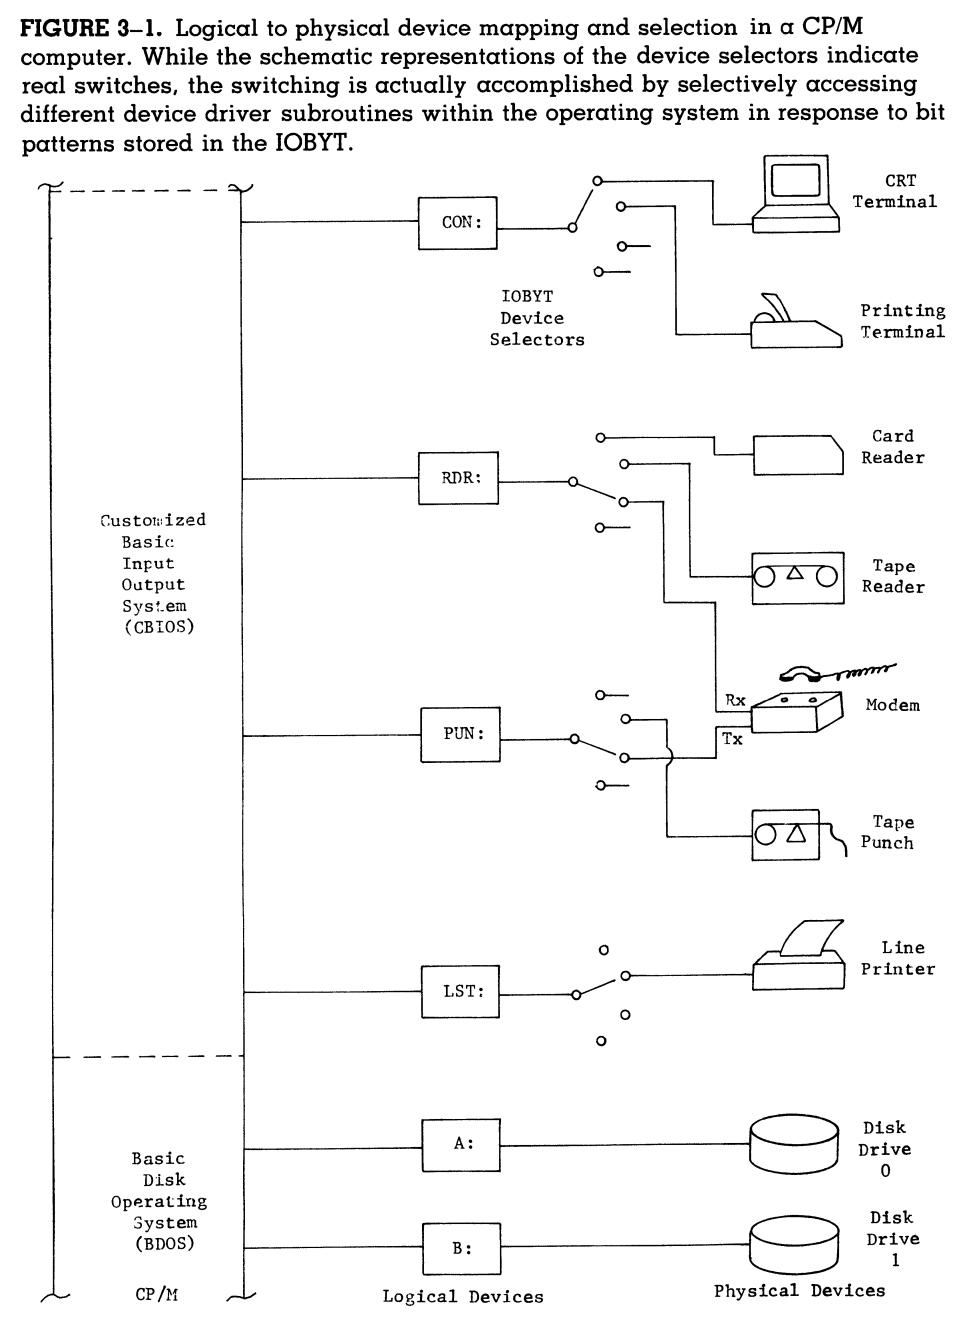 FIGURE 3–1. Logical to physical device mapping and selection in a CP/M
computer. While the schematic representations of the device selectors indicate
real switches, the switching is actually accomplished by selectively accessing
different device driver subroutines within the operating system in response to bit
patterns stored in the IOBYT.
CON:
CRT
Terminal
IOBYT
Device
Selectors
Printing
Terminal
RDR:
Card
Reader
Customized
Basic
Input
Output
System
(CBIOS)
Tape
Reader
Rx
Modem
PUN:
Tx
Tape
Punch
LST:
Line
Printer
A:
Disk
Drive
0
Basic
Disk
Operating
System
(BDOS)
B:
Disk
Drive
1
CP/M
Logical Devices
Physical Devices